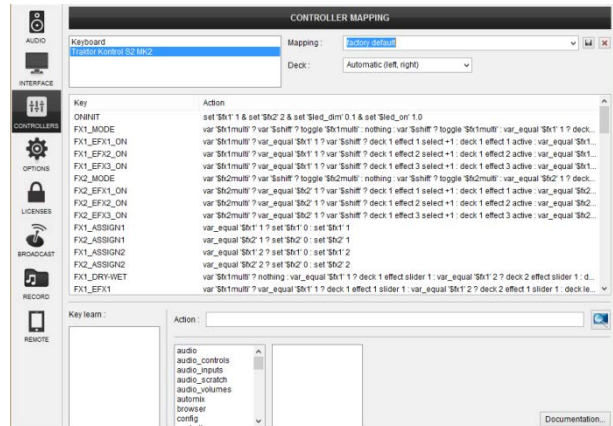 CONTROLLER MAPPING
AUDIO
INTERFACE
CONTROLLERS
OPTIONS
LICENSES
BROADCAST
RECORD
REMOTE
Keyboard
Traktor Kontrol S2 MK2
Mapping : factory default
Deck : Automatic (left, right)
Key Action
ONINIT set '$fx1' 1 & set '$fx2' 2 & set '$led_dim' 0.1 & set '$led_on' 1.0
FX1_MODE var '$fx1multi' ? var '$shift' ? toggle '$fx1multi' : nothing : var '$shift' ? toggle '$fx1multi' : var_equal '$fx1' 1 ? deck...
FX1_EFX1_ON var '$fx1multi' ? var_equal '$fx1' 1 ? var '$shift' ? deck 1 effect 1 select +1 : deck 1 effect 1 active : var_equal '$fx1...
FX1_EFX2_ON var '$fx1multi' ? var_equal '$fx1' 1 ? var '$shift' ? deck 1 effect 2 select +1 : deck 1 effect 2 active : var_equal '$fx1...
FX1_EFX3_ON var '$fx1multi' ? var_equal '$fx1' 1 ? var '$shift' ? deck 1 effect 3 select +1 : deck 1 effect 3 active : var_equal '$fx1...
FX2_MODE var '$fx2multi' ? var '$shift' ? toggle '$fx2multi' : nothing : var '$shift' ? toggle '$fx2multi' : var_equal '$fx2' 1 ? deck...
FX2_EFX1_ON var '$fx2multi' ? var_equal '$fx2' 1 ? var '$shift' ? deck 1 effect 1 select +1 : deck 1 effect 1 active : var_equal '$fx2...
FX2_EFX2_ON var '$fx2multi' ? var_equal '$fx2' 1 ? var '$shift' ? deck 1 effect 2 select +1 : deck 1 effect 2 active : var_equal '$fx2...
FX2_EFX3_ON var '$fx2multi' ? var_equal '$fx2' 1 ? var '$shift' ? deck 1 effect 3 select +1 : deck 1 effect 3 active : var_equal '$fx2...
FX1_ASSIGN1 var_equal '$fx1' 1 ? set '$fx1' 0 : set '$fx1' 1
FX2_ASSIGN1 var_equal '$fx2' 1 ? set '$fx2' 0 : set '$fx2' 1
FX1_ASSIGN2 var_equal '$fx1' 2 ? set '$fx1' 0 : set '$fx1' 2
FX2_ASSIGN2 var_equal '$fx2' 2 ? set '$fx2' 0 : set '$fx2' 2
FX1_DRY-WET var '$fx1multi' ? nothing : var_equal '$fx1' 1 ? deck 1 effect slider 1 : var_equal '$fx1' 2 ? deck 2 effect slider 1 : d...
FX1_EFX1 var '$fx1multi' ? var_equal '$fx1' 1 ? deck 1 effect 1 slider 1 : var_equal '$fx1' 2 ? deck 2 effect 1 slider 1 : deck le...
Key learn :
Action :
audio
audio_controls
audio_inputs
audio_scratch
audio_volumes
automix
browser
config
Documentation...